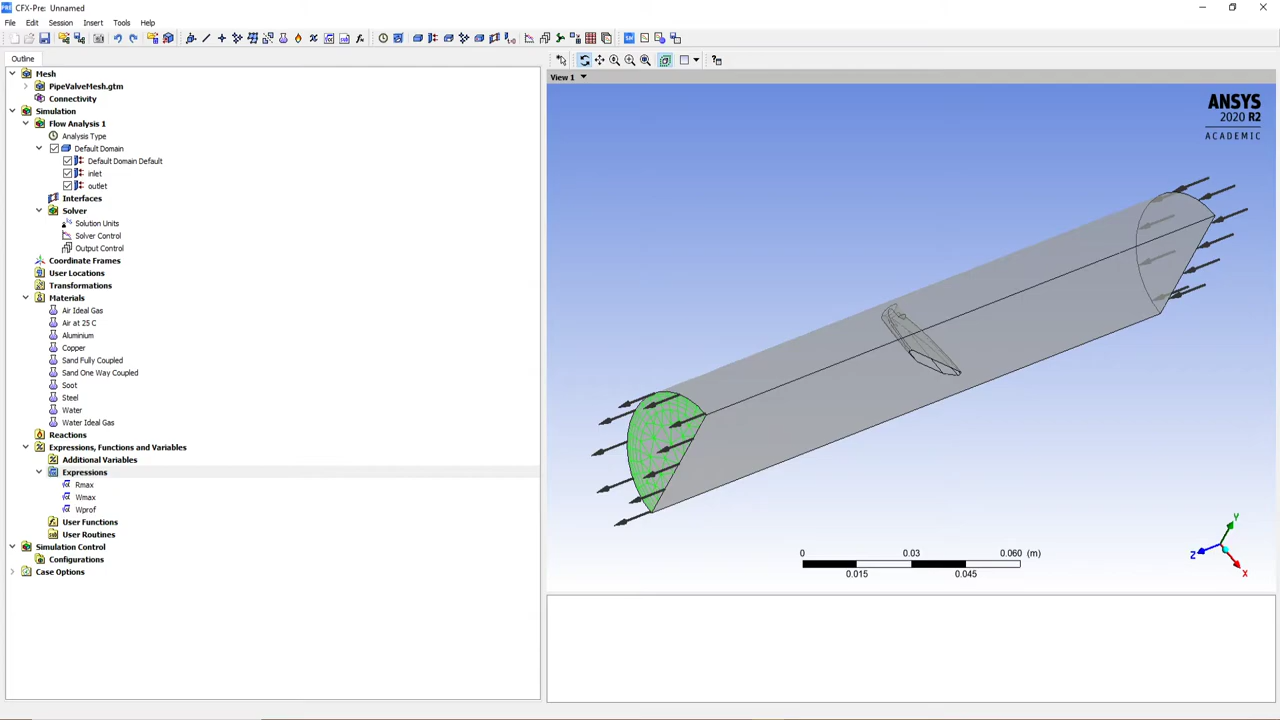 CFX-Pre: Unnamed
File Edit Session Insert Tools Help
Outline
Mesh
PipeValveMesh.gtm
Connectivity
Simulation
Flow Analysis 1
Analysis Type
Default Domain
Default Domain Default
inlet
outlet
Interfaces
Solver
Solution Units
Solver Control
Output Control
Coordinate Frames
User Locations
Transformations
Materials
Air Ideal Gas
Air at 25 C
Aluminium
Copper
Sand Fully Coupled
Sand One Way Coupled
Soot
Steel
Water
Water Ideal Gas
Reactions
Expressions, Functions and Variables
Additional Variables
Expressions
Rmax
Wmax
Wprof
User Functions
User Routines
Simulation Control
Configurations
Case Options
View 1
ANSYS
2020 R2
ACADEMIC
0 0.03 0.060 (m)
0.015 0.045
Y
Z
X